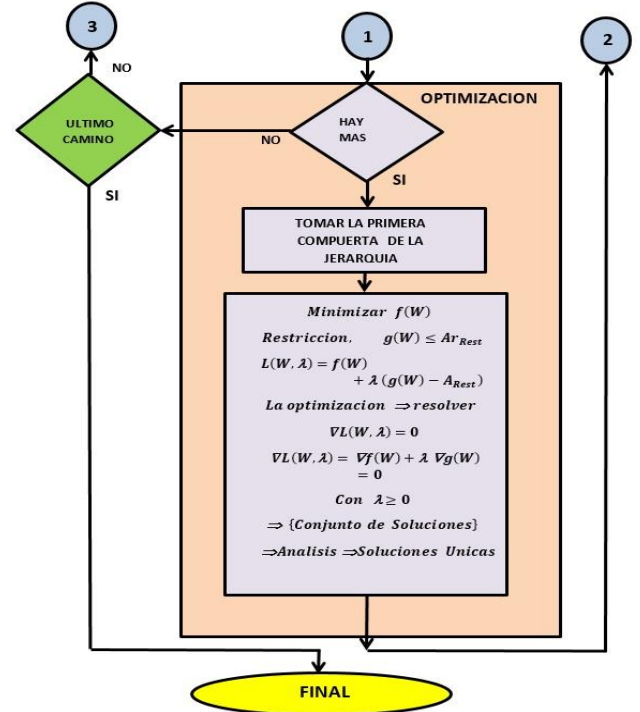 3
1
2
NO
OPTIMIZACION
ULTIMO
CAMINO
HAY
MAS
NO
SI
SI
TOMAR LA PRIMERA
COMPUERTA DE LA
JERARQUIA
Minimizar f(W)
Restriccion, g(W) ≤ Ar_Rest
L(W, λ) = f(W)
+ λ (g(W) − A_Rest)
La optimizacion ⇒ resolver
∇L(W, λ) = 0
∇L(W, λ) = ∇f(W) + λ ∇g(W)
= 0
Con λ ≥ 0
⇒ {Conjunto de Soluciones}
⇒Analisis ⇒Soluciones Unicas
FINAL